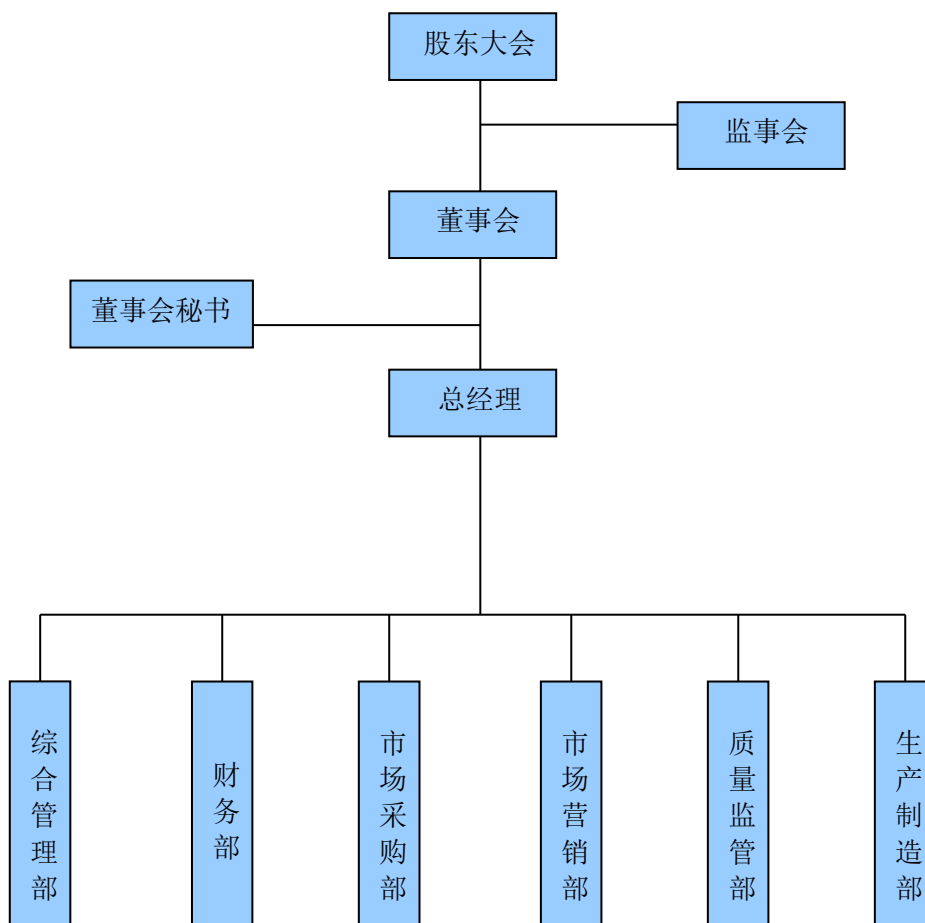 股东大会
监事会
董事会
董事会秘书
总经理
综合管理部
财务部
市场采购部
市场营销部
质量监管部
生产制造部